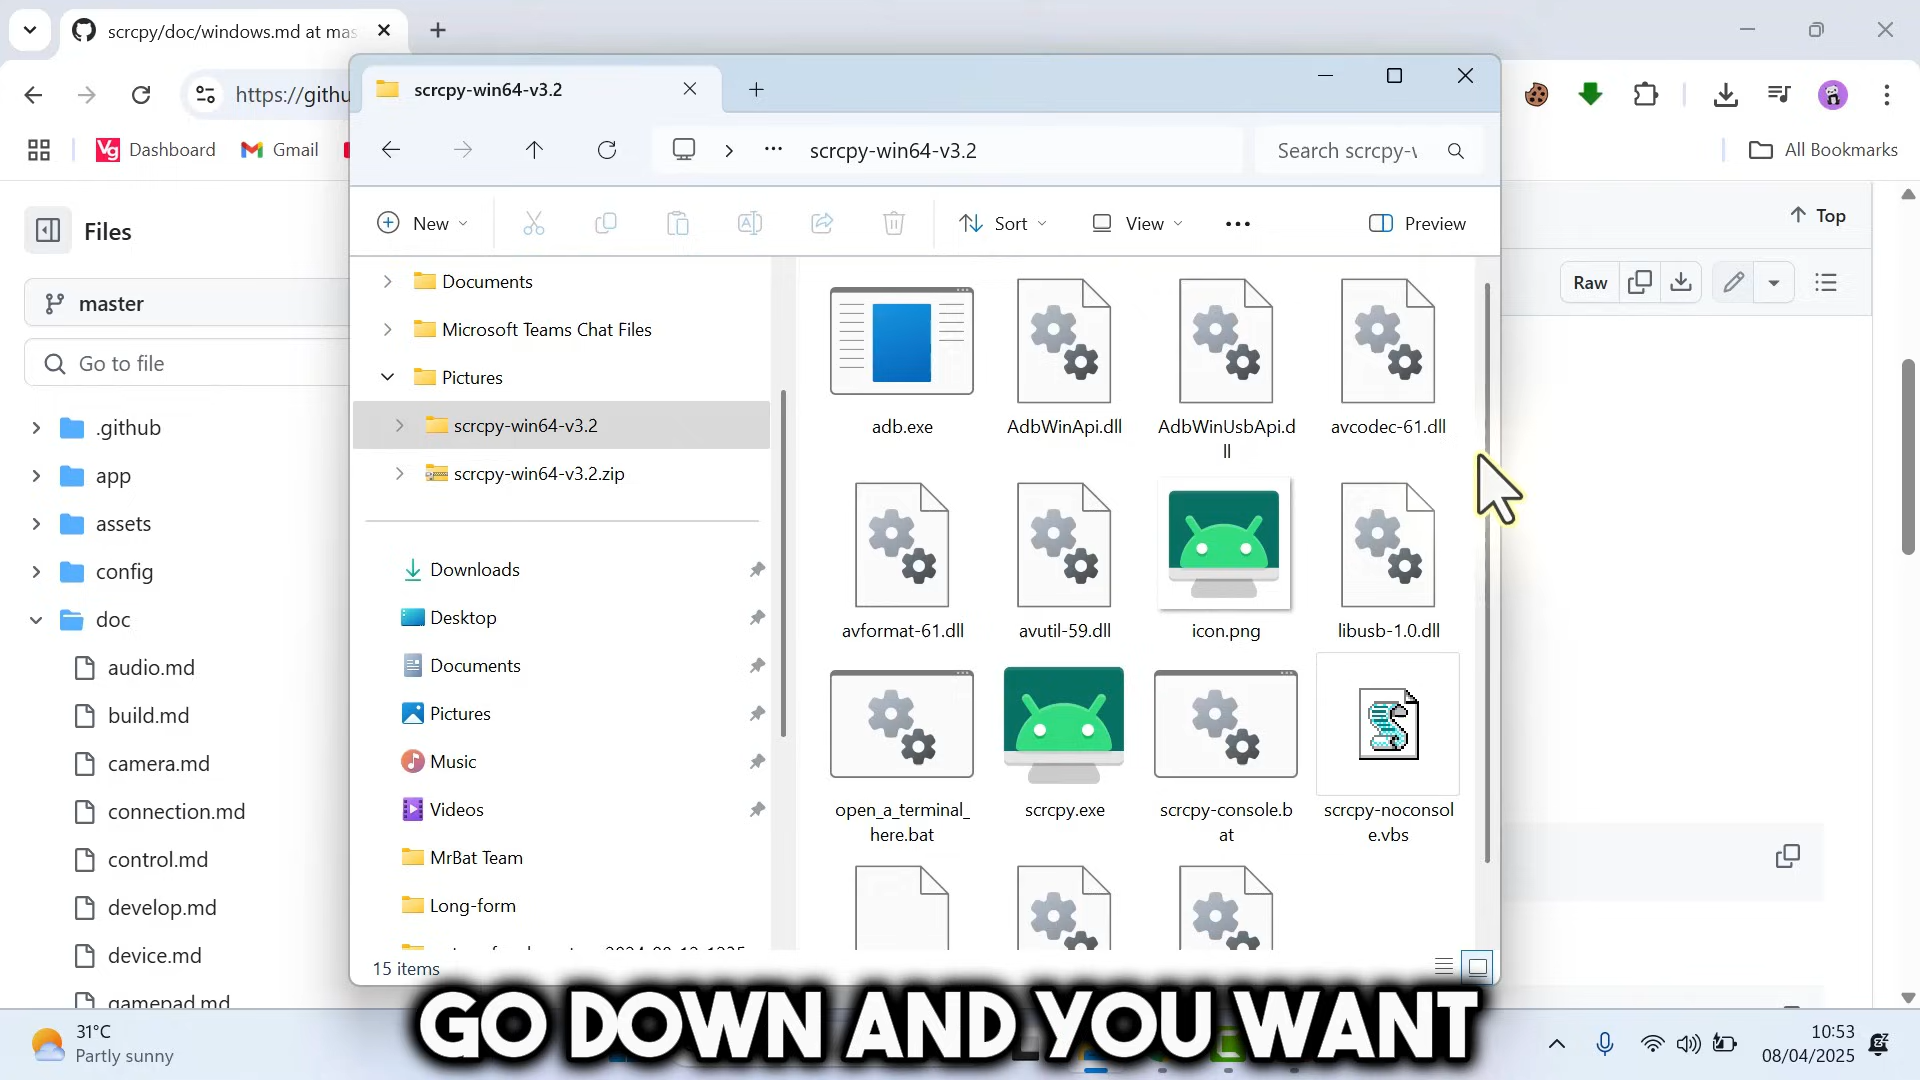 scrcpy/doc/windows.md at mas
https://githu
Dashboard
Gmail
All Bookmarks
Files
master
Go to file
.github
app
assets
config
doc
audio.md
build.md
camera.md
connection.md
control.md
develop.md
device.md
gamepad.md
Top
Raw
scrcpy-win64-v3.2
scrcpy-win64-v3.2
Search scrcpy-v
New
Sort
View
Preview
Documents
Microsoft Teams Chat Files
Pictures
scrcpy-win64-v3.2
scrcpy-win64-v3.2.zip
Downloads
Desktop
Documents
Pictures
Music
Videos
MrBat Team
Long-form
adb.exe
AdbWinApi.dll
AdbWinUsbApi.d
ll
avcodec-61.dll
avformat-61.dll
avutil-59.dll
icon.png
libusb-1.0.dll
open_a_terminal_
here.bat
scrcpy.exe
scrcpy-console.b
at
scrcpy-noconsol
e.vbs
15 items
GO DOWN AND YOU WANT
31°C
Partly sunny
10:53
08/04/2025